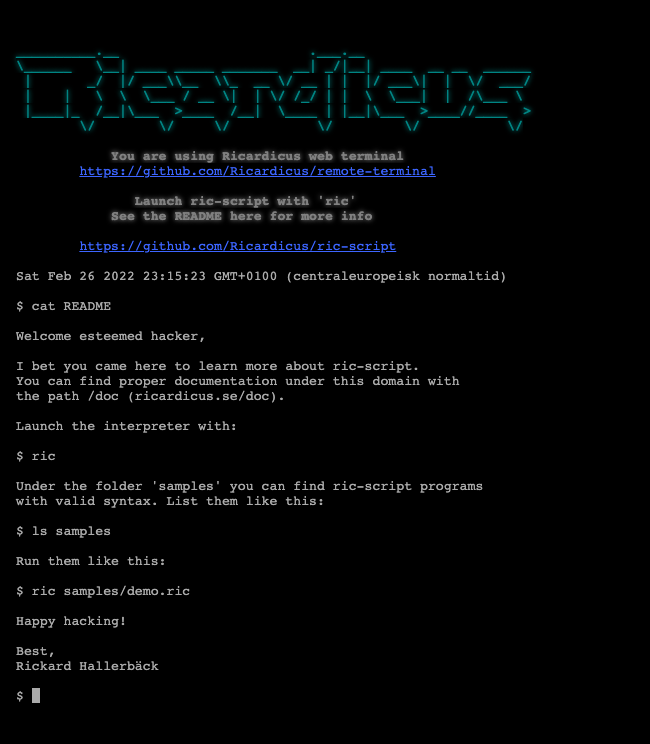 Ricardicus
You are using Ricardicus web terminal
https://github.com/Ricardicus/remote-terminal
Launch ric-script with 'ric'
See the README here for more info
https://github.com/Ricardicus/ric-script
Sat Feb 26 2022 23:15:23 GMT+0100 (centraleuropeisk normaltid)
$ cat README
Welcome esteemed hacker,
I bet you came here to learn more about ric-script.
You can find proper documentation under this domain with
the path /doc (ricardicus.se/doc).
Launch the interpreter with:
$ ric
Under the folder 'samples' you can find ric-script programs
with valid syntax. List them like this:
$ ls samples
Run them like this:
$ ric samples/demo.ric
Happy hacking!
Best,
Rickard Hallerbäck
$